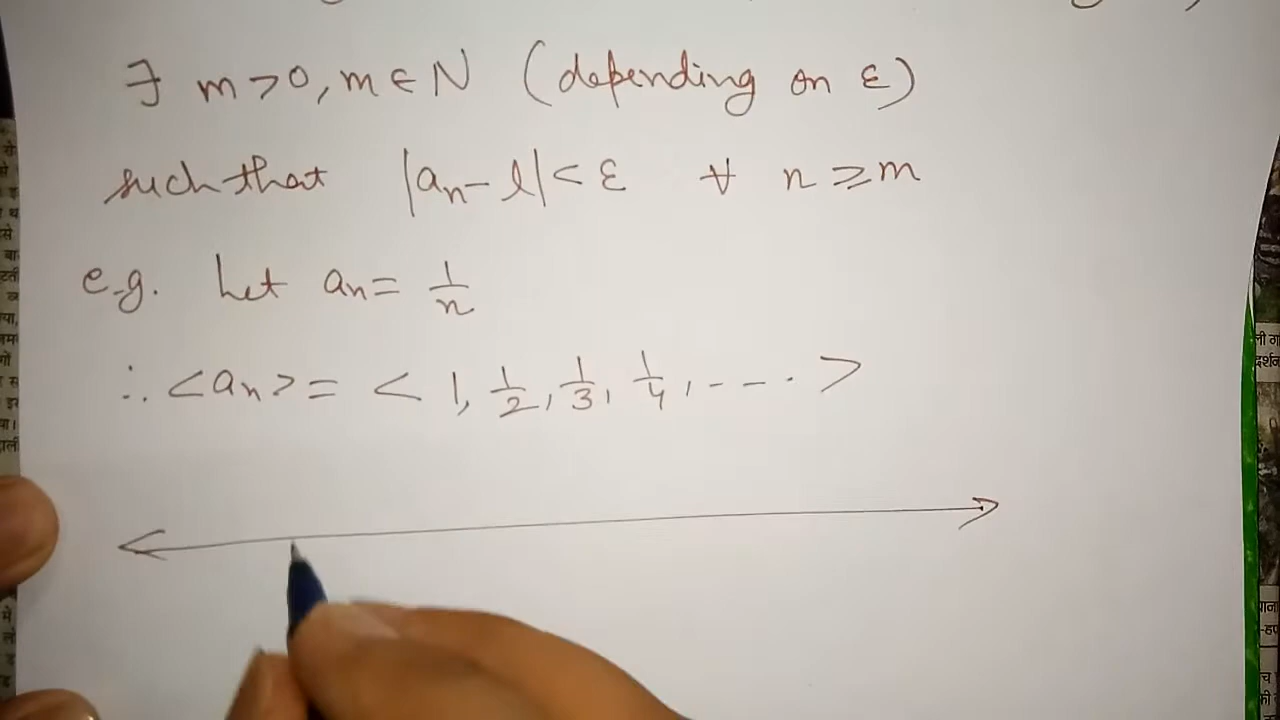 ∃ m>0, m∈N (depending on ε)
such that |aₙ - l| < ε ∀ n ≥ m
e.g. Let aₙ = 1/n
∴ <aₙ> = < 1, 1/2, 1/3, 1/4, --- . >